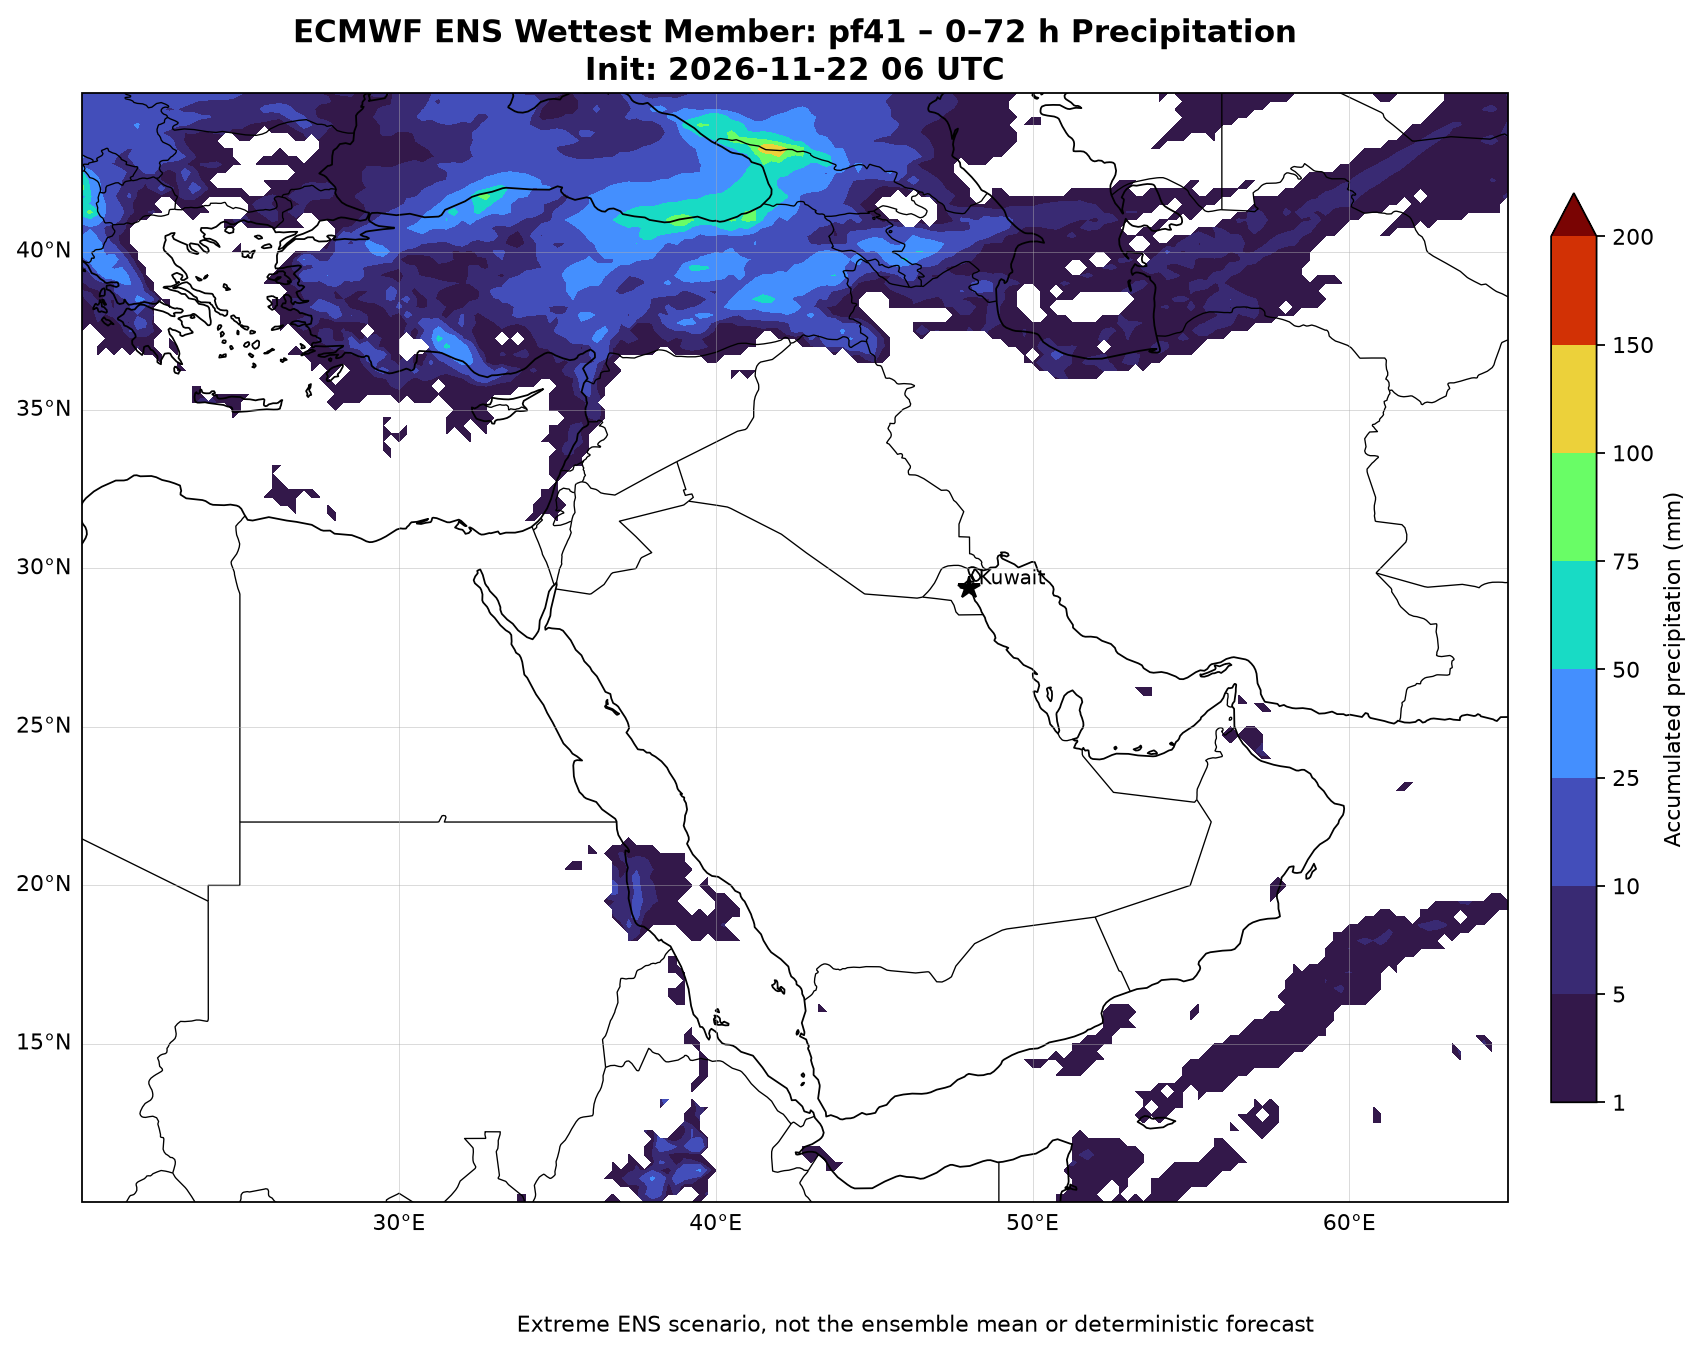 ECMWF ENS Wettest Member: pf41 – 0–72 h Precipitation
Init: 2026-11-22 06 UTC
40°N
35°N
30°N
25°N
20°N
15°N
30°E
40°E
50°E
60°E
Kuwait
200
150
100
75
50
25
10
5
1
Accumulated precipitation (mm)
Extreme ENS scenario, not the ensemble mean or deterministic forecast